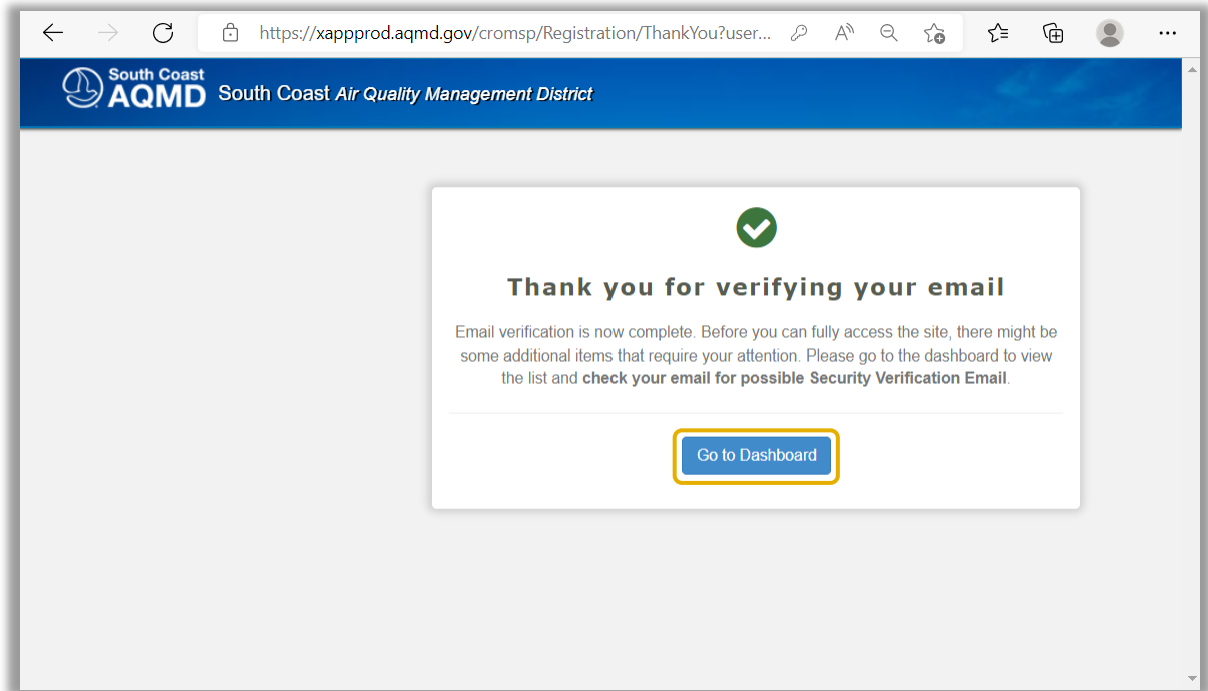 https://xappprod.aqmd.gov/cromsp/Registration/ThankYou?user...
South Coast
AQMD
South Coast Air Quality Management District
Thank you for verifying your email
Email verification is now complete. Before you can fully access the site, there might be
some additional items that require your attention. Please go to the dashboard to view
the list and check your email for possible Security Verification Email.
Go to Dashboard